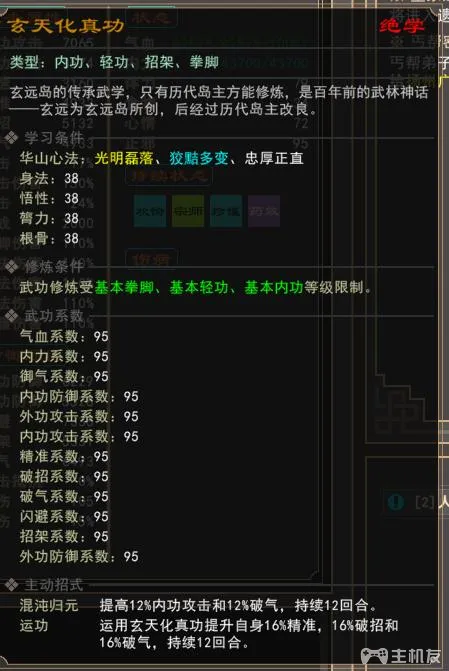 玄天化真功 绝学
类型：内功、轻功、招架、拳脚
玄远岛的传承武学，只有历代岛主方能修炼，是百年前的武林神话
——玄远为玄远岛所创，后经过历代岛主改良。
学习条件
华山心法：光明磊落、狡黠多变、忠厚正直
身法：38
悟性：38
膂力：38
根骨：38
修炼条件
武功修炼受基本拳脚、基本轻功、基本内功等级限制。
武功系数
气血系数：95
内力系数：95
御气系数：95
内功防御系数：95
外功攻击系数：95
内功攻击系数：95
精准系数：95
破招系数：95
破气系数：95
闪避系数：95
招架系数：95
外功防御系数：95
主动招式
混沌归元 提高12%内功攻击和12%破气，持续12回合。
运功 运用玄天化真功提升自身16%精准，16%破招和
16%破气，持续12回合。
[2]人
主机友